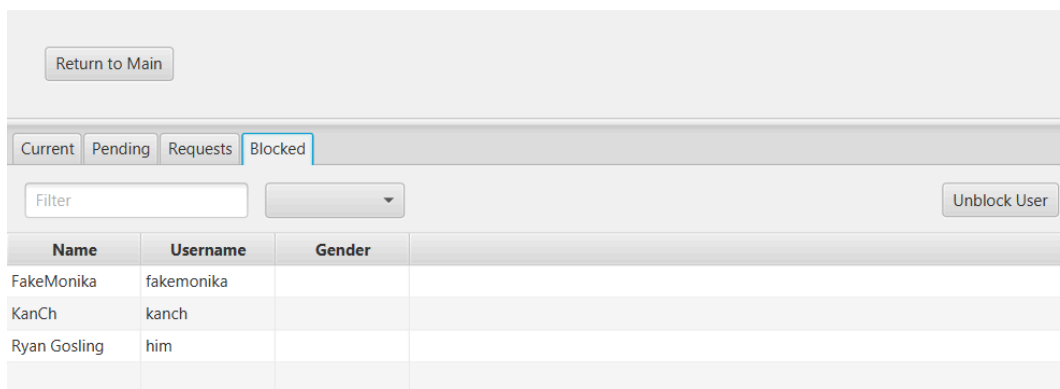 Return to Main
Current Pending Requests Blocked
Filter Unblock User
Name Username Gender
FakeMonika fakemonika
KanCh kanch
Ryan Gosling him